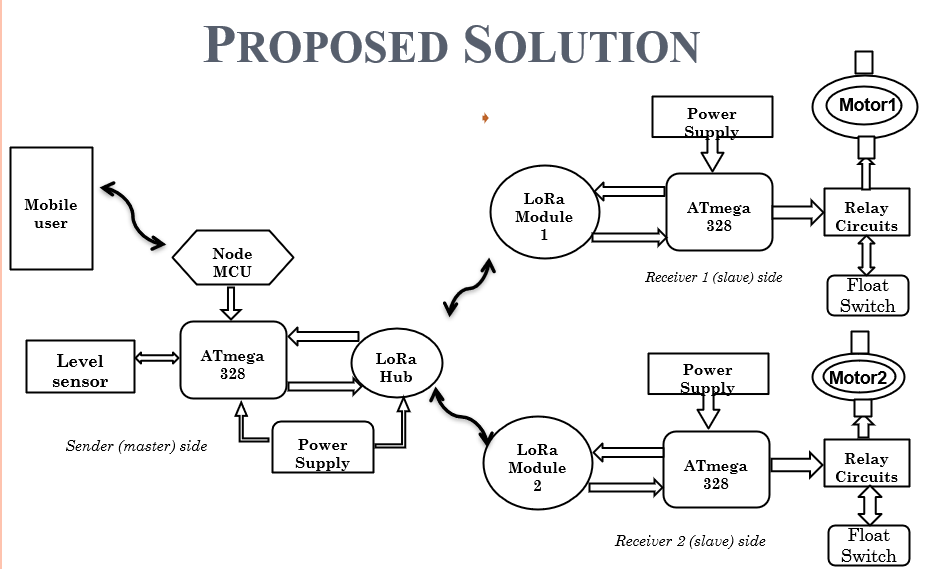 PROPOSED SOLUTION
Mobile
user
Node
MCU
Level
sensor
ATmega
328
LoRa
Hub
Power
Supply
Sender (master) side
LoRa
Module
1
Power
Supply
ATmega
328
Motor1
Relay
Circuits
Float
Switch
Receiver 1 (slave) side
LoRa
Module
2
Power
Supply
ATmega
328
Motor2
Relay
Circuits
Float
Switch
Receiver 2 (slave) side